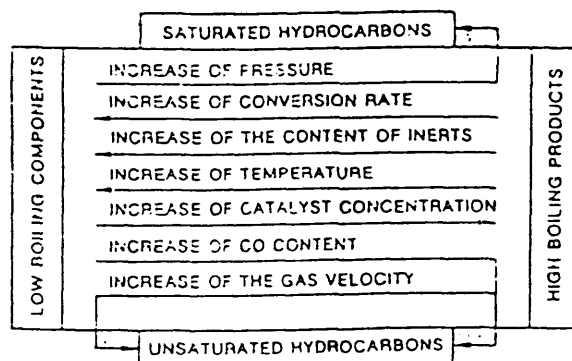 SATURATED HYDROCARBONS
LOW BOILING COMPONENTS
INCREASE OF PRESSURE
INCREASE OF CONVERSION RATE
INCREASE OF THE CONTENT OF INERTS
INCREASE OF TEMPERATURE
INCREASE OF CATALYST CONCENTRATION
INCREASE OF CO CONTENT
INCREASE OF THE GAS VELOCITY
HIGH BOILING PRODUCTS
UNSATURATED HYDROCARBONS